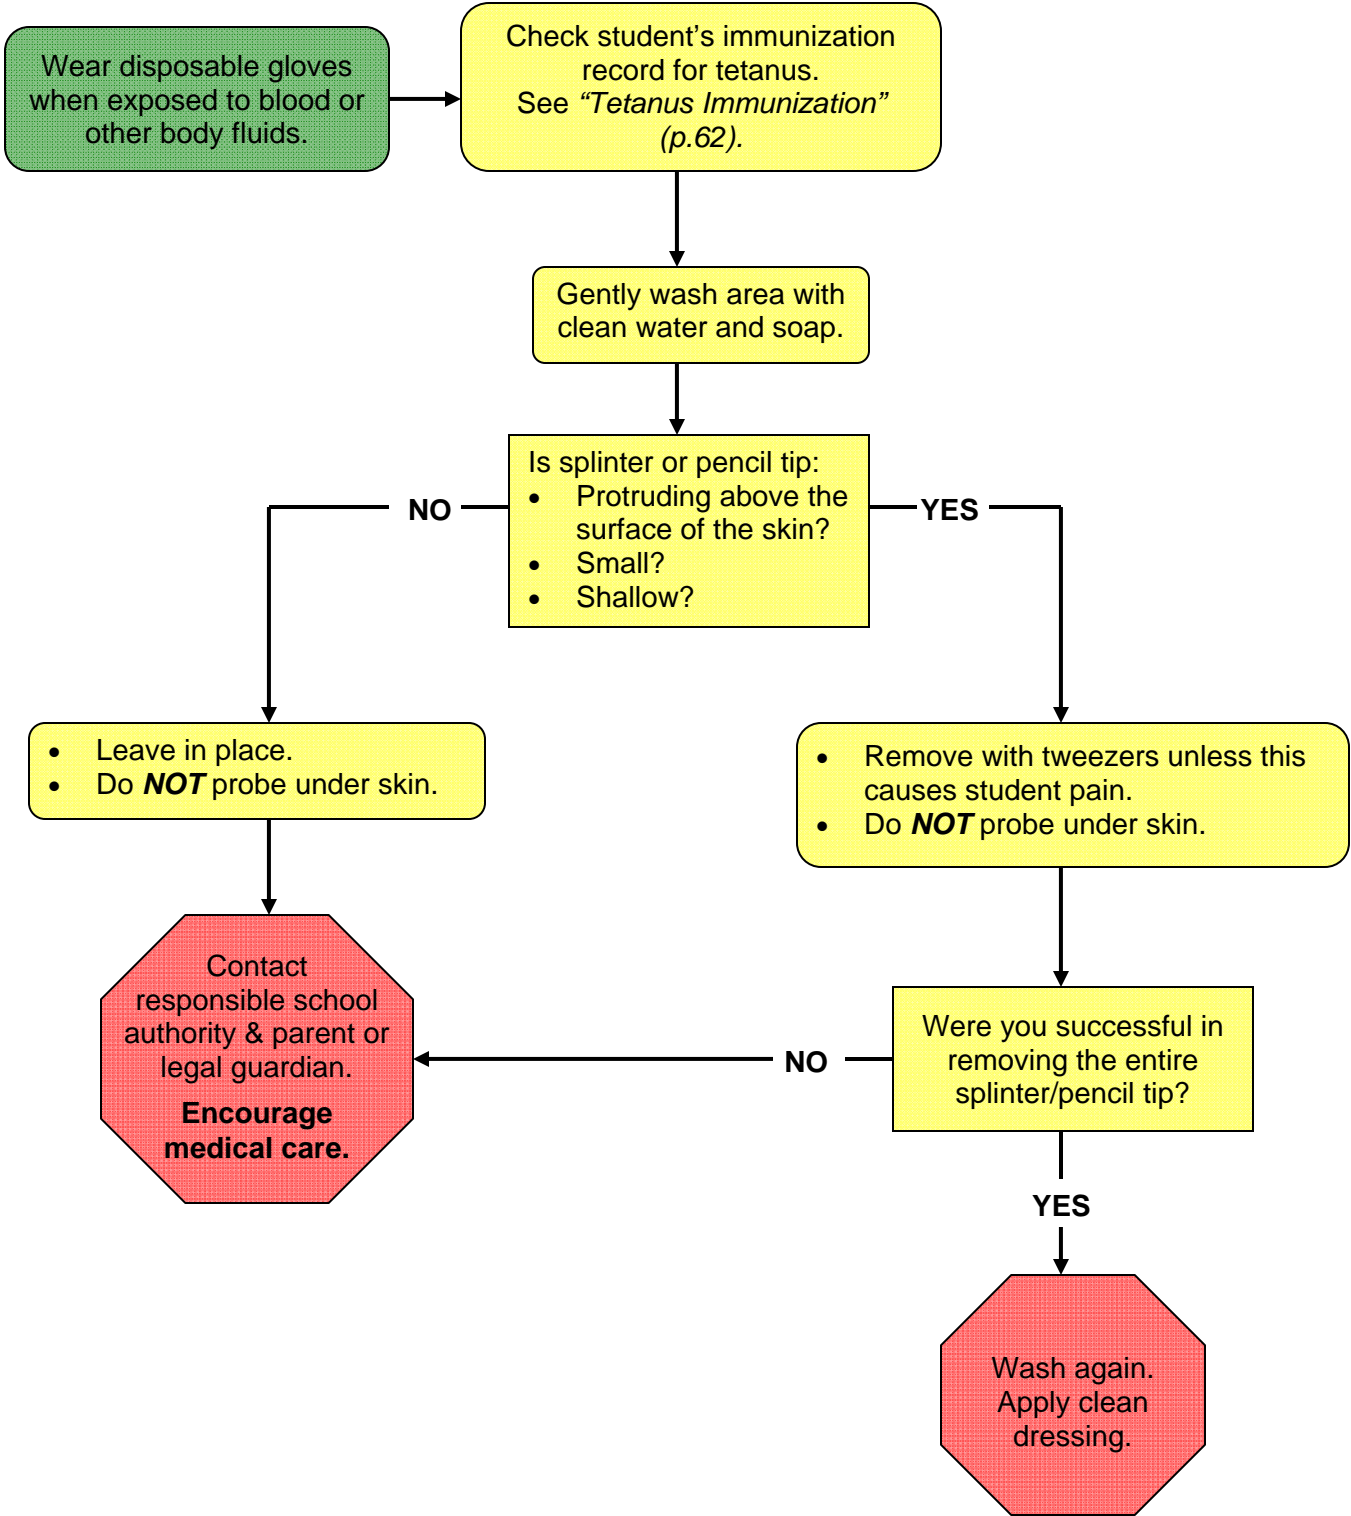 Wear disposable gloves
when exposed to blood or
other body fluids.
Check student’s immunization
record for tetanus.
See “Tetanus Immunization”
(p.62).
Gently wash area with
clean water and soap.
Is splinter or pencil tip:
• Protruding above the
surface of the skin?
• Small?
• Shallow?
NO
YES
• Leave in place.
• Do NOT probe under skin.
• Remove with tweezers unless this
causes student pain.
• Do NOT probe under skin.
Contact
responsible school
authority & parent or
legal guardian.
Encourage
medical care.
Were you successful in
removing the entire
splinter/pencil tip?
NO
YES
Wash again.
Apply clean
dressing.